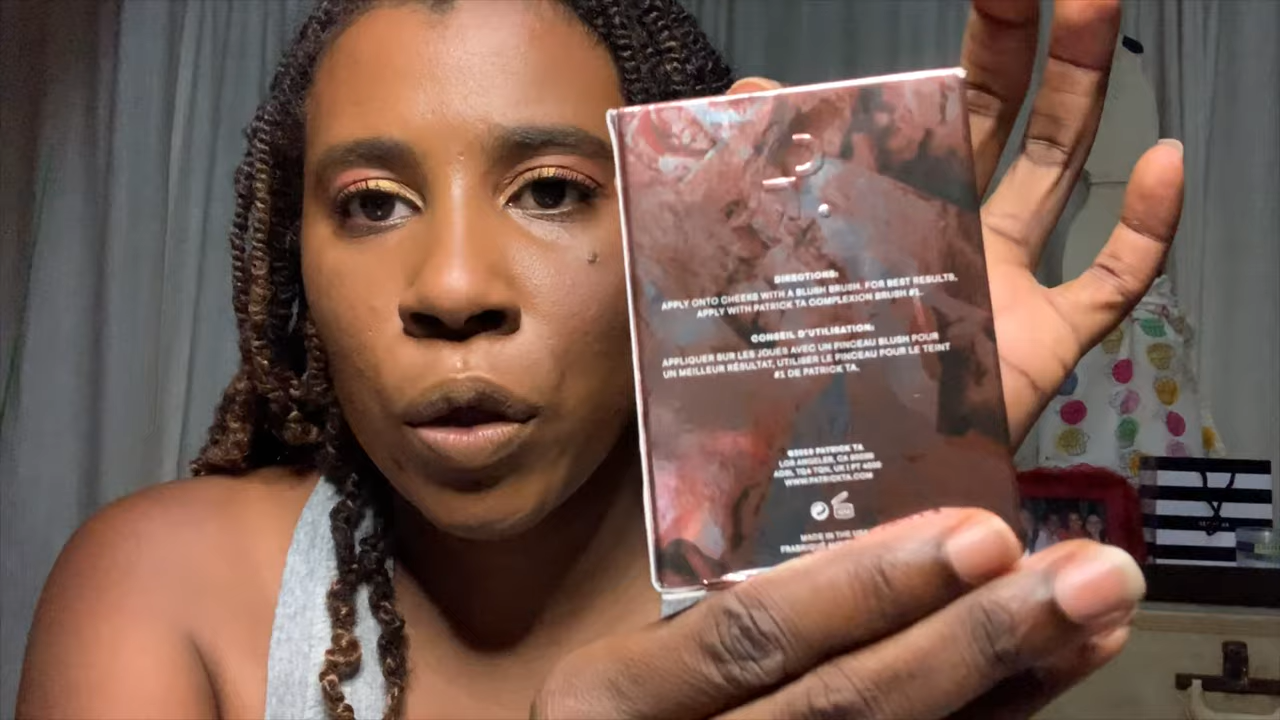 DIRECTIONS:
APPLY ONTO CHEEKS WITH A BLUSH BRUSH. FOR BEST RESULTS,
APPLY WITH PATRICK TA COMPLEXION BRUSH #1.
CONSEIL D'UTILISATION:
APPLIQUER SUR LES JOUES AVEC UN PINCEAU BLUSH POUR
UN MEILLEUR RÉSULTAT, UTILISER LE PINCEAU POUR LE TEINT
#1 DE PATRICK TA.
PATRICK TA
LOS ANGELES, CA
WWW.PATRICKTA.COM
MADE IN THE USA